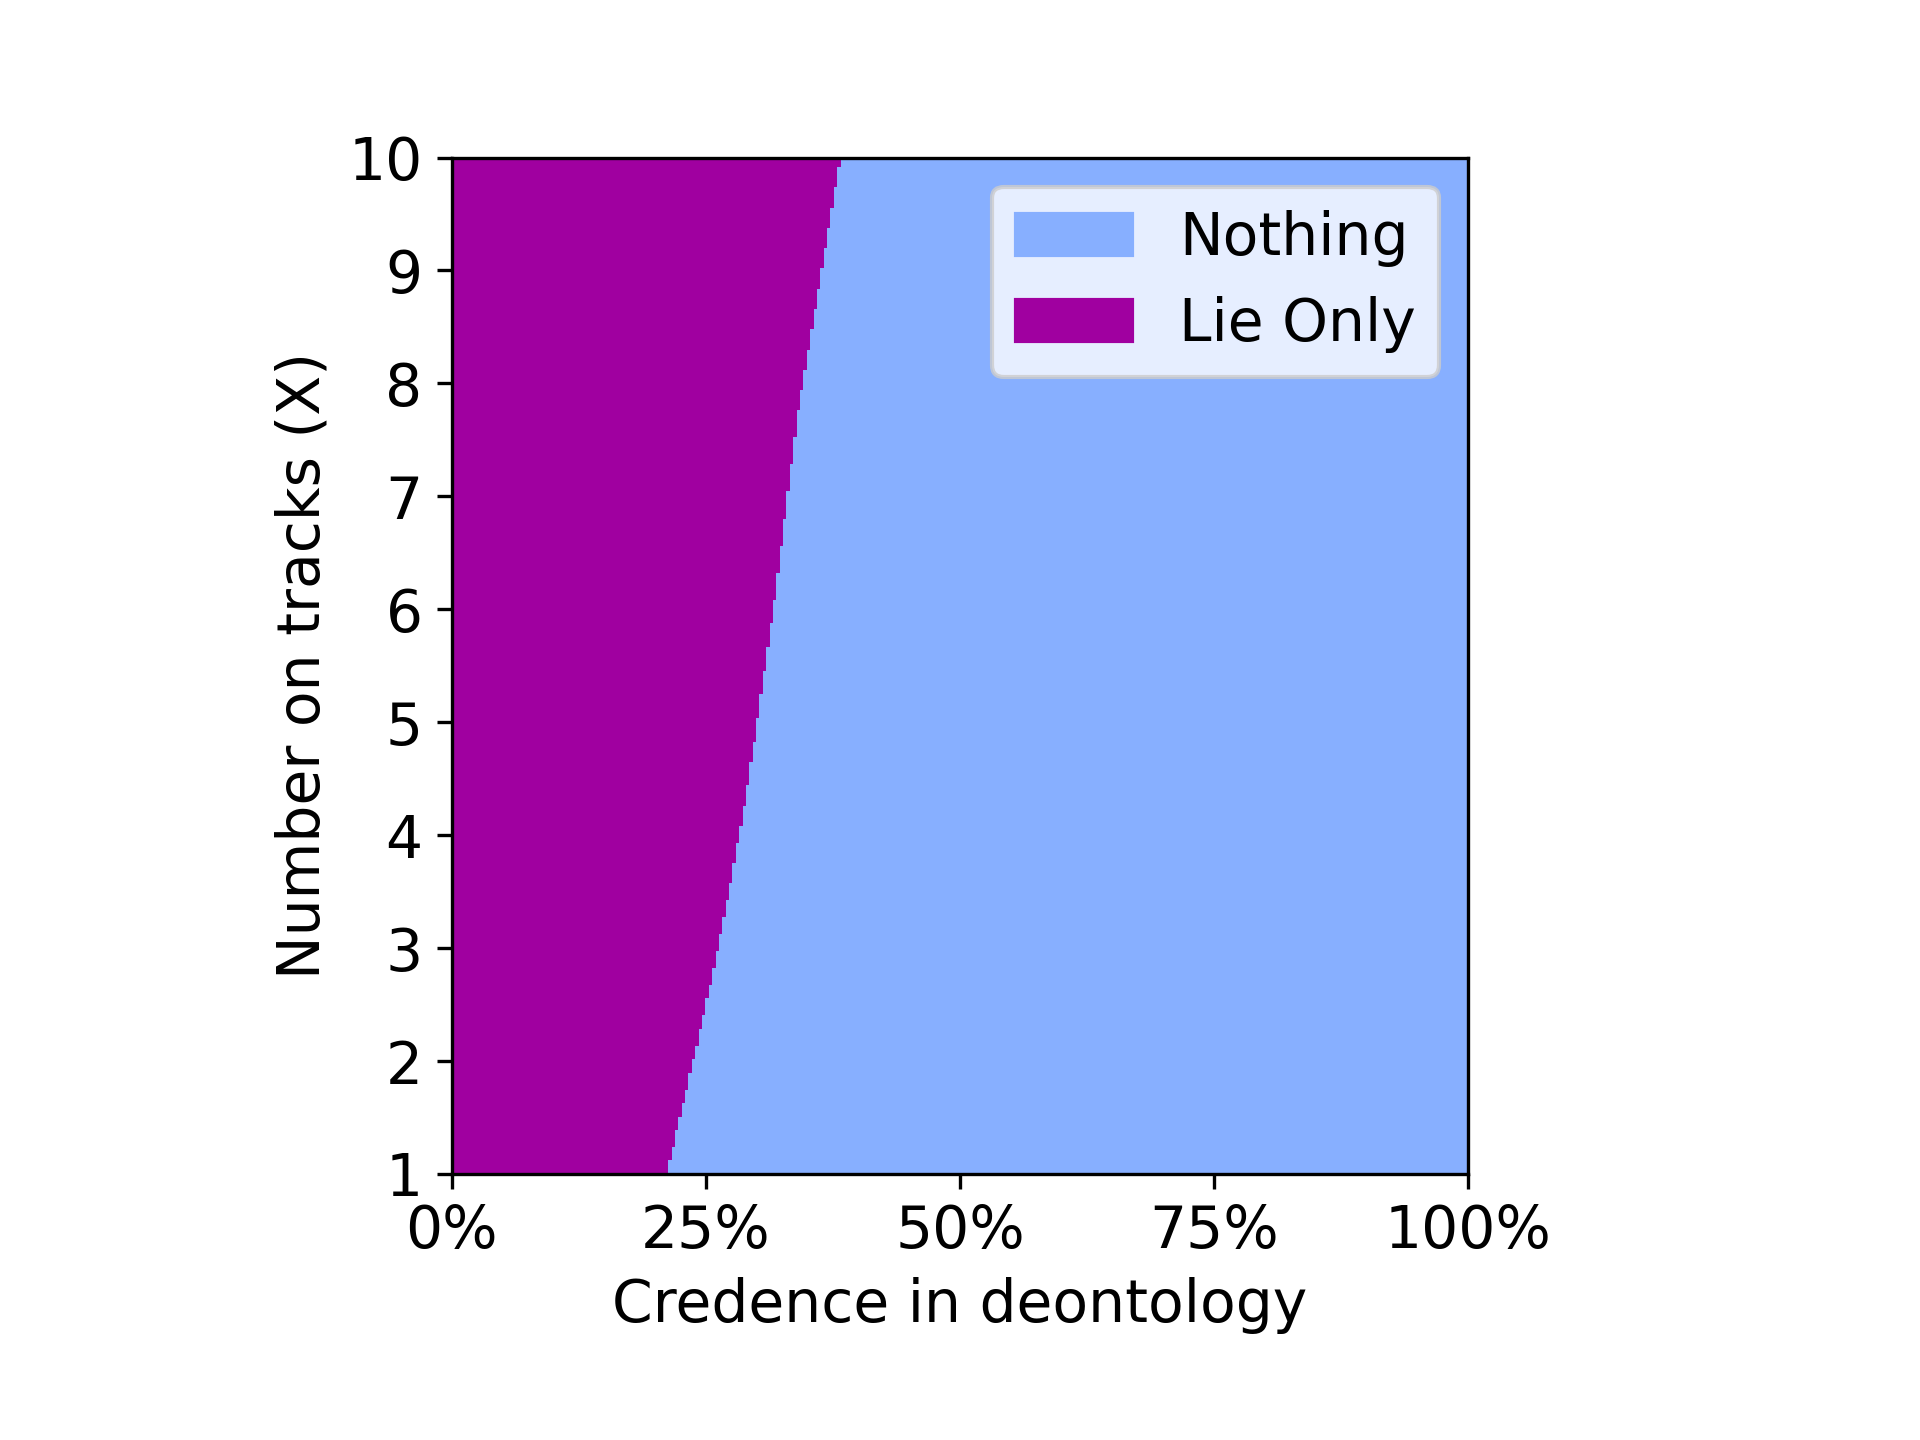 10
9
8
7
6
5
4
3
2
1
Number on tracks (X)
Nothing
Lie Only
0% 25% 50% 75% 100%
Credence in deontology